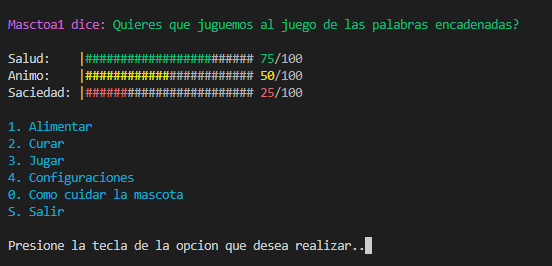 Masctoa1 dice: Quieres que juguemos al juego de las palabras encadenadas?
Salud: |######################## 75/100
Animo: |######################## 50/100
Saciedad: |######################## 25/100
1. Alimentar
2. Curar
3. Jugar
4. Configuraciones
0. Como cuidar la mascota
S. Salir
Presione la tecla de la opcion que desea realizar..